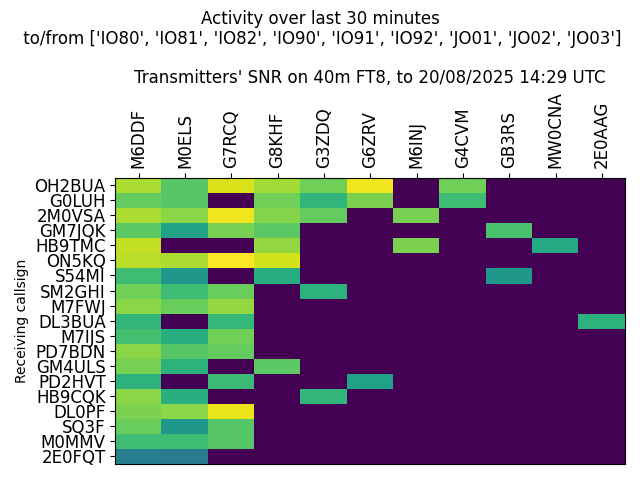 Activity over last 30 minutes
to/from ['IO80', 'IO81', 'IO82', 'IO90', 'IO91', 'IO92', 'JO01', 'JO02', 'JO03']
Transmitters' SNR on 40m FT8, to 20/08/2025 14:29 UTC
M6DDF
M0ELS
G7RCQ
G8KHF
G3ZDQ
G6ZRV
M6INJ
G4CVM
GB3RS
MW0CNA
2E0AAG
Receiving callsign
OH2BUA
G0LUH
2M0VSA
GM7JQK
HB9TMC
ON5KQ
S54MI
SM2GHI
M7FWJ
DL3BUA
M7IJS
PD7BDN
GM4ULS
PD2HVT
HB9CQK
DL0PF
SQ3F
M0MMV
2E0FQT